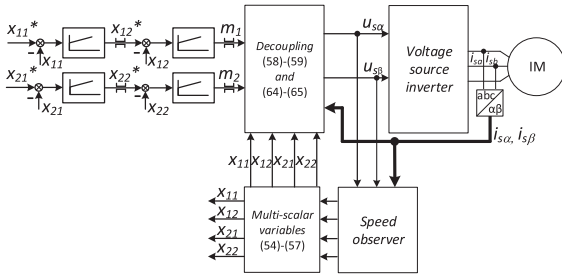 x11* x12* m1
x11 x12
x21* x22* m2
x21 x22
Decoupling
(58)-(59)
and
(64)-(65)
usα
usβ
Voltage
source
inverter
isa isb
IM
abc
αβ
isα, isβ
x11 x12 x21 x22
x11
x12
x21
x22
Multi-scalar
variables
(54)-(57)
Speed
observer